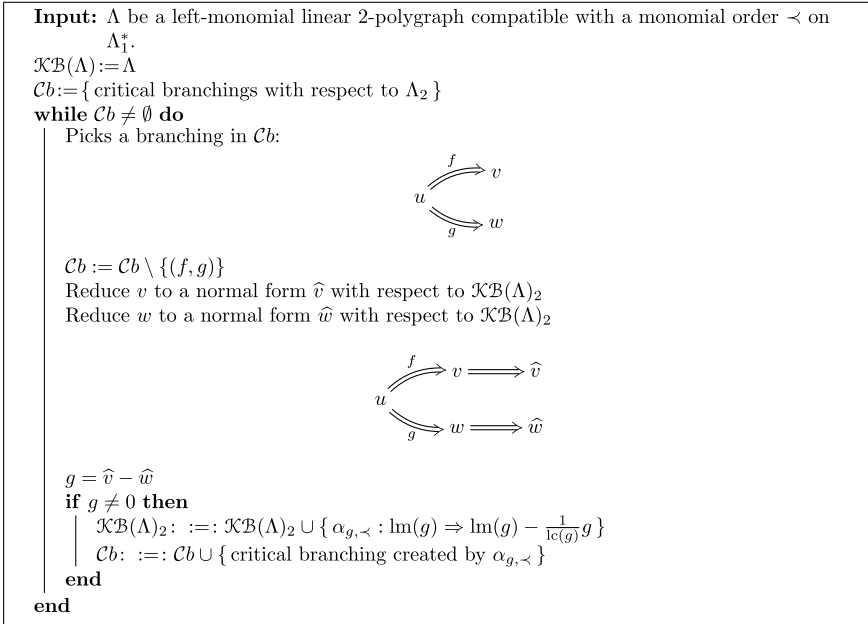 Input: Λ be a left-monomial linear 2-polygraph compatible with a monomial order ≺ on
Λ₁*.
𝒦ℬ(Λ):=Λ
𝒞b:={ critical branchings with respect to Λ₂ }
while 𝒞b ≠ ∅ do
Picks a branching in 𝒞b:
f
v
u
g
w
𝒞b := 𝒞b \ {(f, g)}
Reduce v to a normal form v̂ with respect to 𝒦ℬ(Λ)₂
Reduce w to a normal form ŵ with respect to 𝒦ℬ(Λ)₂
f
v ⇒ v̂
u
g
w ⇒ ŵ
g = v̂ − ŵ
if g ≠ 0 then
𝒦ℬ(Λ)₂: :=: 𝒦ℬ(Λ)₂ ∪ { α_{g,≺} : lm(g) ⇒ lm(g) − \frac{1}{lc(g)}g }
𝒞b: :=: 𝒞b ∪ { critical branching created by α_{g,≺} }
end
end